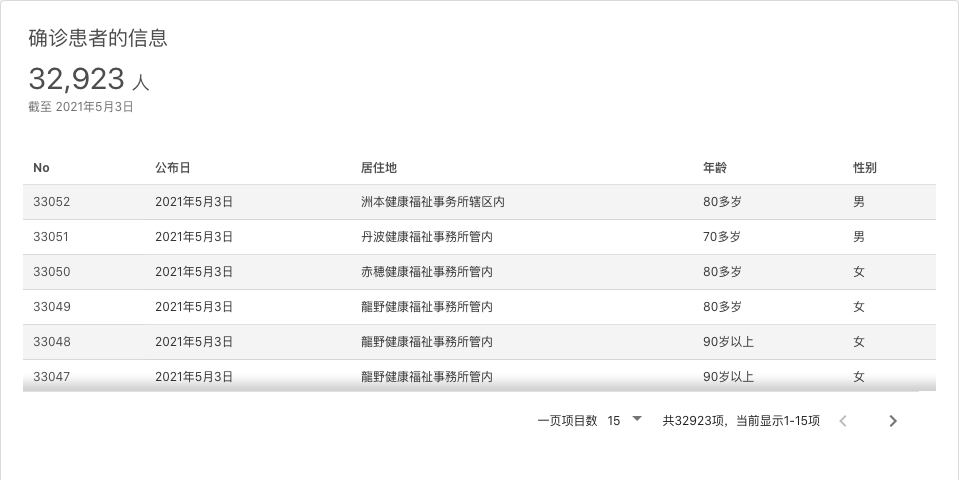 确诊患者的信息
32,923 人
截至 2021年5月3日
No 公布日 居住地 年龄 性别
33052 2021年5月3日 洲本健康福祉事务所辖区内 80多岁 男
33051 2021年5月3日 丹波健康福祉事務所管内 70多岁 男
33050 2021年5月3日 赤穂健康福祉事務所管内 80多岁 女
33049 2021年5月3日 龍野健康福祉事務所管内 80多岁 女
33048 2021年5月3日 龍野健康福祉事務所管内 90岁以上 女
33047 2021年5月3日 龍野健康福祉事務所管内 90岁以上 女
一页项目数 15 共32923项，当前显示1-15项